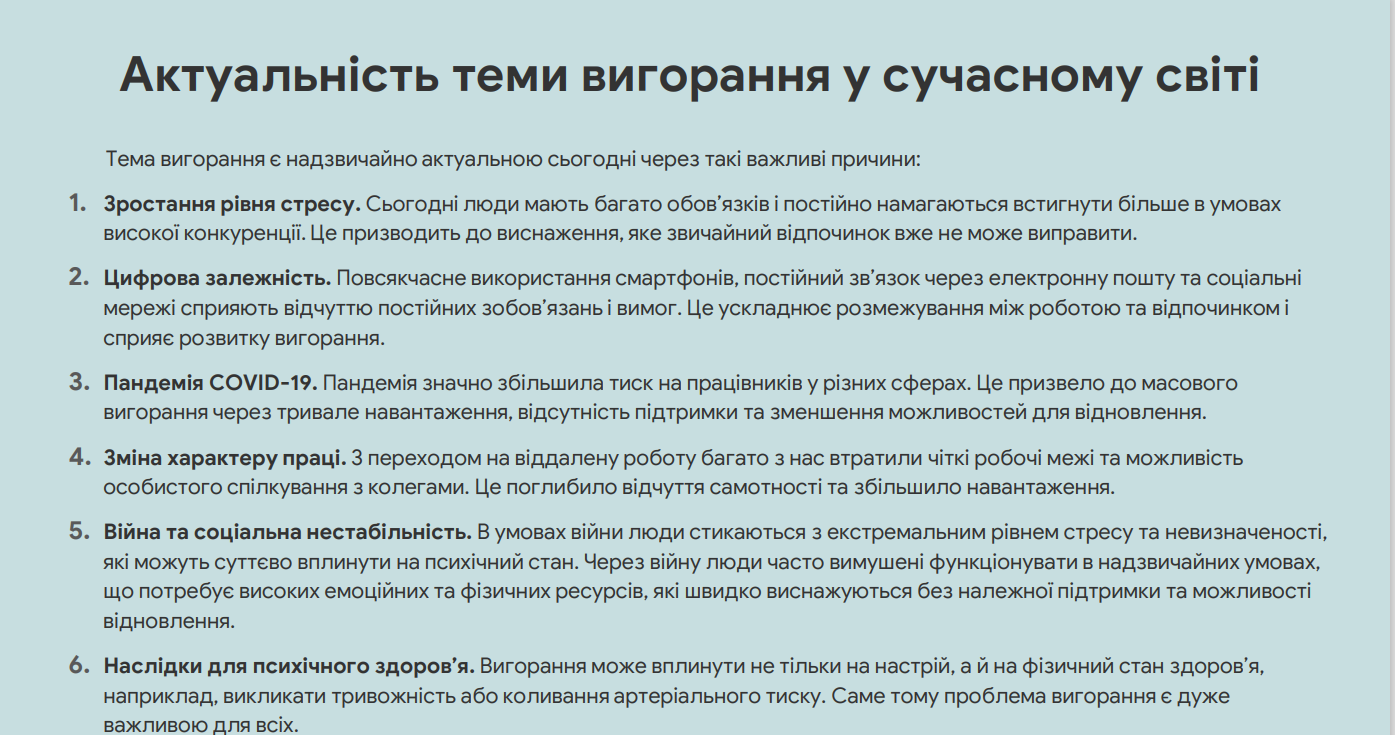 Актуальність теми вигорання у сучасному світі
Тема вигорання є надзвичайно актуальною сьогодні через такі важливі причини:
1. Зростання рівня стресу. Сьогодні люди мають багато обов’язків і постійно намагаються встигнути більше в умовах
високої конкуренції. Це призводить до виснаження, яке звичайний відпочинок вже не може виправити.
2. Цифрова залежність. Повсякчасне використання смартфонів, постійний зв’язок через електронну пошту та соціальні
мережі сприяють відчуттю постійних зобов’язань і вимог. Це ускладнює розмежування між роботою та відпочинком і
сприяє розвитку вигорання.
3. Пандемія COVID-19. Пандемія значно збільшила тиск на працівників у різних сферах. Це призвело до масового
вигорання через тривале навантаження, відсутність підтримки та зменшення можливостей для відновлення.
4. Зміна характеру праці. З переходом на віддалену роботу багато з нас втратили чіткі робочі межі та можливість
особистого спілкування з колегами. Це поглибило відчуття самотності та збільшило навантаження.
5. Війна та соціальна нестабільність. В умовах війни люди стикаються з екстремальним рівнем стресу та невизначеності,
які можуть суттєво вплинути на психічний стан. Через війну люди часто вимушені функціонувати в надзвичайних умовах,
що потребує високих емоційних та фізичних ресурсів, які швидко виснажуються без належної підтримки та можливості
відновлення.
6. Наслідки для психічного здоров’я. Вигорання може вплинути не тільки на настрій, а й на фізичний стан здоров’я,
наприклад, викликати тривожність або коливання артеріального тиску. Саме тому проблема вигорання є дуже
важливою для всіх.